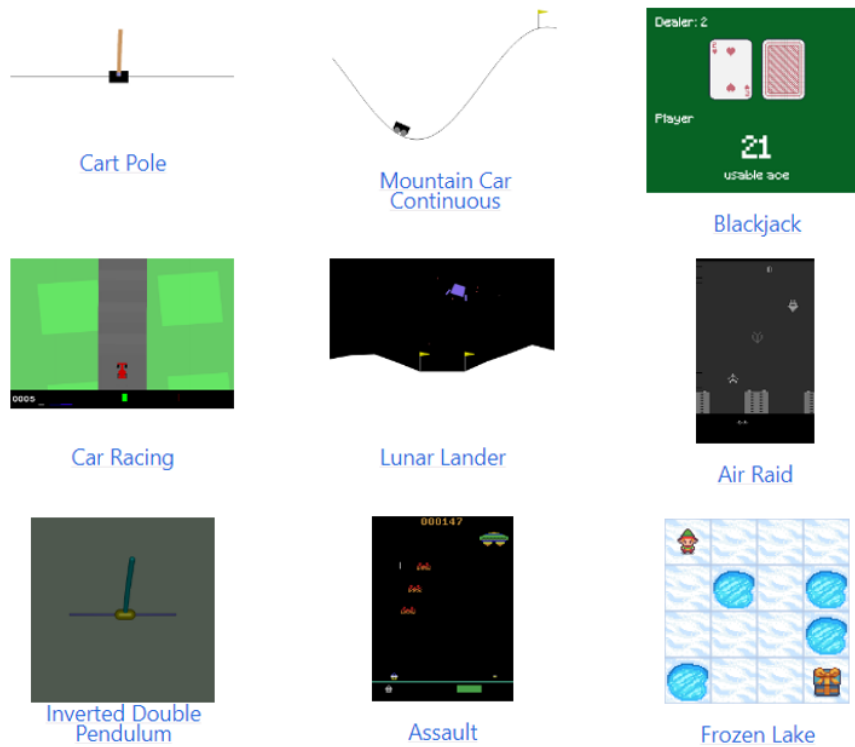 Cart Pole
Mountain Car
Continuous
Dealer: 2
Player
21
usable ace
Blackjack
0005
Car Racing
Lunar Lander
Air Raid
Inverted Double
Pendulum
000147
Assault
Frozen Lake